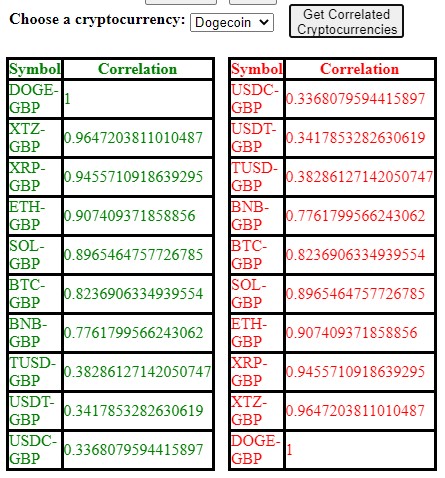 Choose a cryptocurrency: Dogecoin Get Correlated
Cryptocurrencies
Symbol Correlation
DOGE-
GBP 1
XTZ-
GBP 0.9647203811010487
XRP-
GBP 0.9455710918639295
ETH-
GBP 0.907409371858856
SOL-
GBP 0.8965464757726785
BTC-
GBP 0.8236906334939554
BNB-
GBP 0.7761799566243062
TUSD-
GBP 0.38286127142050747
USDT-
GBP 0.3417853282630619
USDC-
GBP 0.3368079594415897
Symbol Correlation
USDC-
GBP 0.3368079594415897
USDT-
GBP 0.3417853282630619
TUSD-
GBP 0.38286127142050747
BNB-
GBP 0.7761799566243062
BTC-
GBP 0.8236906334939554
SOL-
GBP 0.8965464757726785
ETH-
GBP 0.907409371858856
XRP-
GBP 0.9455710918639295
XTZ-
GBP 0.9647203811010487
DOGE-
GBP 1